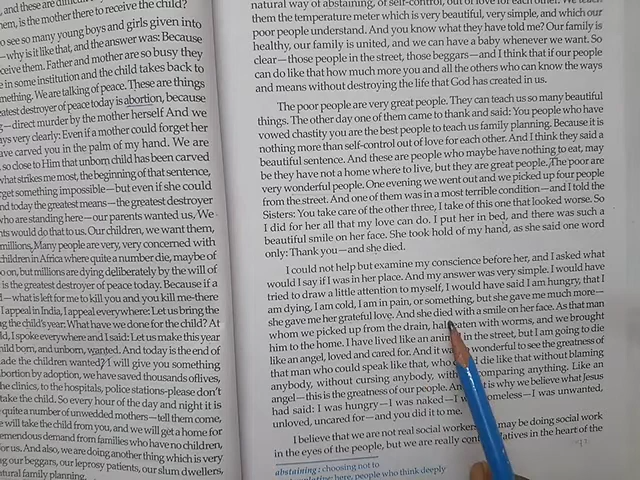 and these are
hem, is the mother there to receive the child?
o see so many young boys and girls given into
—why is it like that, and the answer was: Because
ceive them. Father and mother are so busy they
e in some institution and the child takes back to
mething. We are talking of peace. These are things
eatest destroyer of peace today is abortion, because
g—direct murder by the mother herself And we
ays very clearly: Even if a mother could forget her
ave carved you in the palm of my hand. We are
, so close to Him that unborn child has been carved
what strikes me most, the beginning of that sentence,
rget something impossible—but even if she could
nd today the greatest means—the greatest destroyer
who are standing here—our parents wanted us, We
nts would do that to us. Our children, we want them,
millions, Many people are very, very concerned with
hildren in Africa where quite a number die, maybe of
o on, but millions are dying deliberately by the will of
is the greatest destroyer of peace today. Because if a
d—what is left for me to kill you and you kill me-there
I appeal in India, I appeal everywhere: Let us bring the
ng the child's year: What have we done for the child? At
ld, I spoke everywhere and I said: Let us make this year
hild born, and unborn, wanted. And today is the end of
ade the children wanted? I will give you something
bortion by adoption, we have saved thousands oflives,
he clinics, to the hospitals, police stations-please don't
take the child. So every hour of the day and night it is
quite a number of unwedded mothers—tell them come,
e will take the child from you, and we will get a home for
remendous demand from families who have no children,
for us. And also, we are doing another thing which is very
ng our beggars, our leprosy patients, our slum dwellers,
atural family planning.
natural way of abstaining, of self-control, out of love for each other. We teach
them the temperature meter which is very beautiful, very simple, and which our
poor people understand. And you know what they have told me? Our family is
healthy, our family is united, and we can have a baby whenever we want. So
clear—those people in the street, those beggars—and I think that if our people
can do like that how much more you and all the others who can know the ways
and means without destroying the life that God has created in us.
The poor people are very great people. They can teach us so many beautiful
things. The other day one of them came to thank and said: You people who have
vowed chastity you are the best people to teach us family planning. Because it is
nothing more than self-control out of love for each other. And I think they said a
beautiful sentence. And these are people who maybe have nothing to eat, may
be they have not a home where to live, but they are great people. The poor are
very wonderful people. One evening we went out and we picked up four people
from the street. And one of them was in a most terrible condition—and I told the
Sisters: You take care of the other three, I take of this one that looked worse. So
I did for her all that my love can do. I put her in bed, and there was such a
beautiful smile on her face. She took hold of my hand, as she said one word
only: Thank you—and she died.
I could not help but examine my conscience before her, and I asked what
would I say if I was in her place. And my answer was very simple. I would have
tried to draw a little attention to myself, I would have said I am hungry, that I
am dying, I am cold, I am in pain, or something, but she gave me much more—
she gave me her grateful love. And she died with a smile on her face. As that man
whom we picked up from the drain, half eaten with worms, and we brought
him to the home. I have lived like an animal in the street, but I am going to die
like an angel, loved and cared for. And it was wonderful to see the greatness of
that man who could speak like that, who could die like that without blaming
anybody, without cursing anybody, without comparing anything. Like an
angel—this is the greatness of our people. And that is why we believe what Jesus
had said: I was hungry—I was naked—I was homeless—I was unwanted,
unloved, uncared for—and you did it to me.
I believe that we are not real social workers. may be doing social work
in the eyes of the people, but we are really contemplatives in the heart of the
abstaining: choosing not to
here, people who think deeply